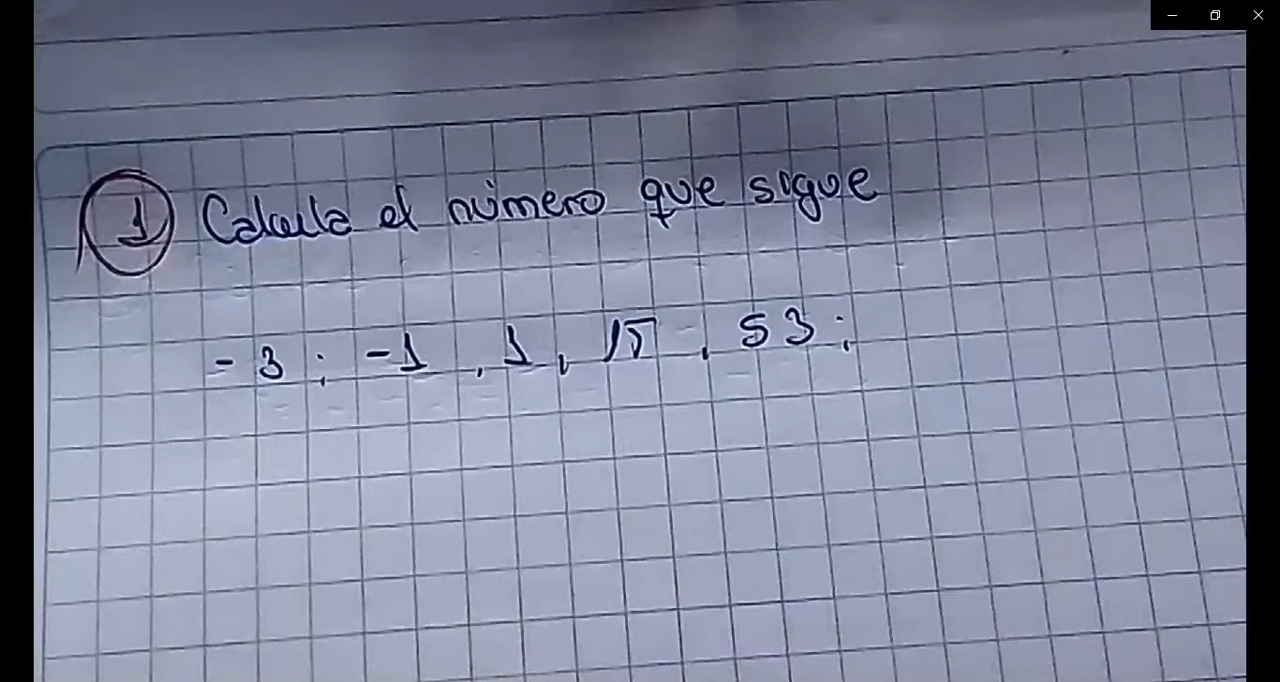 1 Calcula el número que sigue
-3; -1, 1, 15, 53;